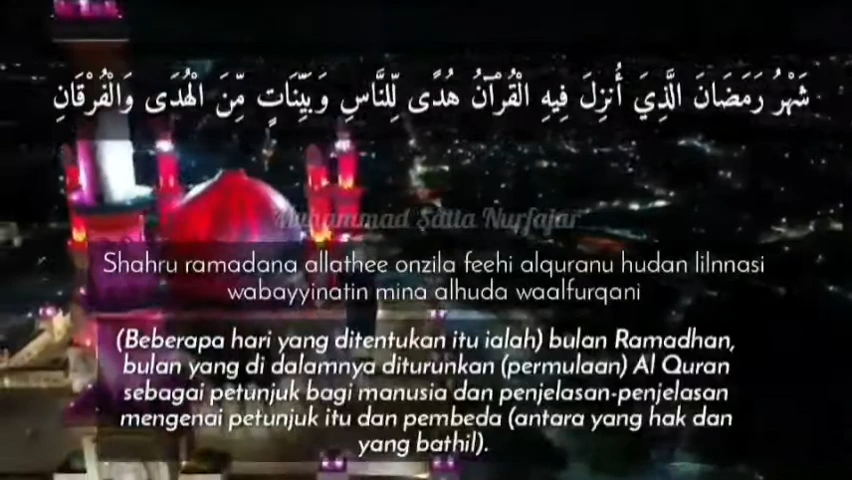 شَهْرُ رَمَضَانَ الَّذِيَ أُنزِلَ فِيهِ الْقُرْآنُ هُدًى لِّلنَّاسِ وَبَيِّنَاتٍ مِّنَ الْهُدَى وَالْفُرْقَانِ
Muhammad Satia Nurfajar
Shahru ramadana allathee onzila feehi alquranu hudan lilnnasi
wabayyinatin mina alhuda waalfurqani
(Beberapa hari yang ditentukan itu ialah) bulan Ramadhan,
bulan yang di dalamnya diturunkan (permulaan) Al Quran
sebagai petunjuk bagi manusia dan penjelasan-penjelasan
mengenai petunjuk itu dan pembeda (antara yang hak dan
yang bathil).